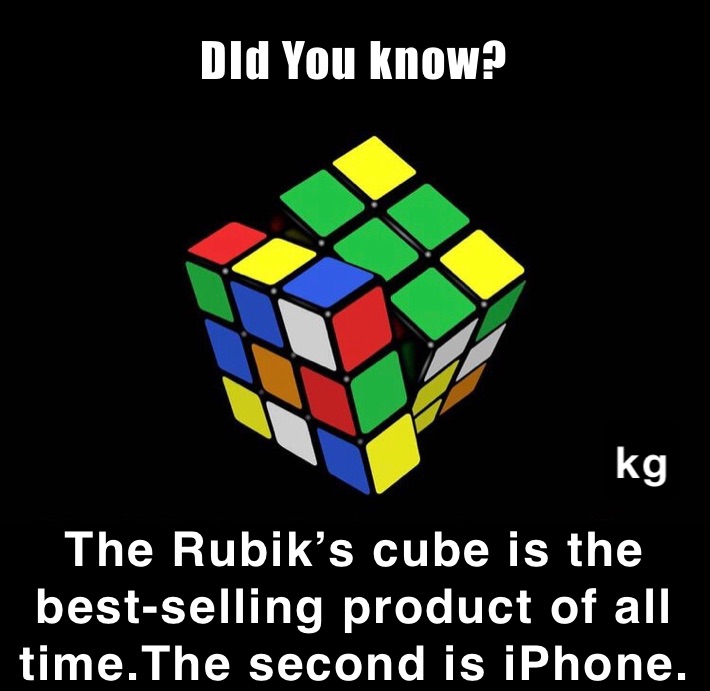 DId You know?
kg
The Rubik’s cube is the
best-selling product of all
time.The second is iPhone.